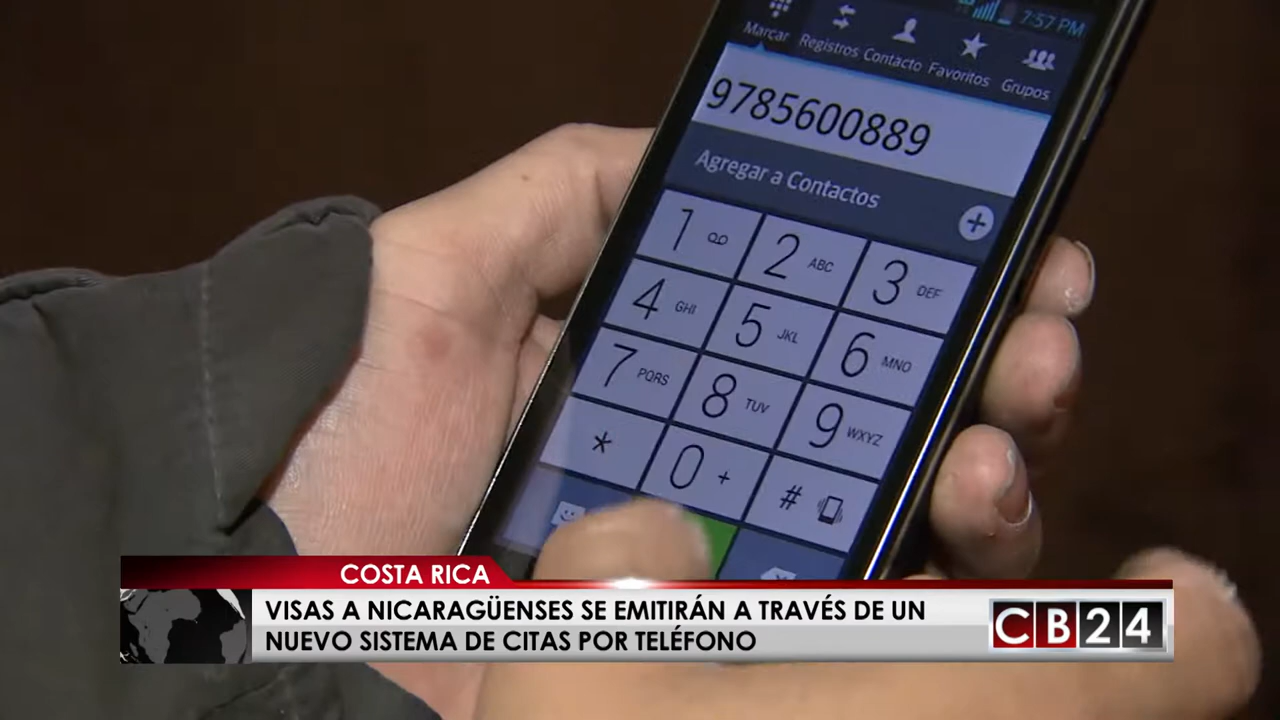 7:57 PM
Marcar Registros Contacto Favoritos Grupos
9785600889
Agregar a Contactos
1 2 ABC 3 DEF
4 GHI 5 JKL 6 MNO
7 PQRS 8 TUV 9 WXYZ
* 0 + #
COSTA RICA
VISAS A NICARAGÜENSES SE EMITIRÁN A TRAVÉS DE UN
NUEVO SISTEMA DE CITAS POR TELÉFONO
CB24